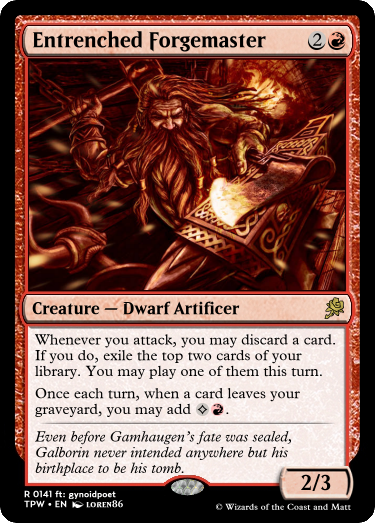 Entrenched Forgemaster 2
Creature — Dwarf Artificer
Whenever you attack, you may discard a card.
If you do, exile the top two cards of your
library. You may play one of them this turn.
Once each turn, when a card leaves your
graveyard, you may add .
Even before Gamhaugen's fate was sealed,
Galborin never intended anywhere but his
birthplace to be his tomb.
2/3
R 0141 ft: gynoidpoet
TPW • EN LOREN86
© Wizards of the Coast and Matt